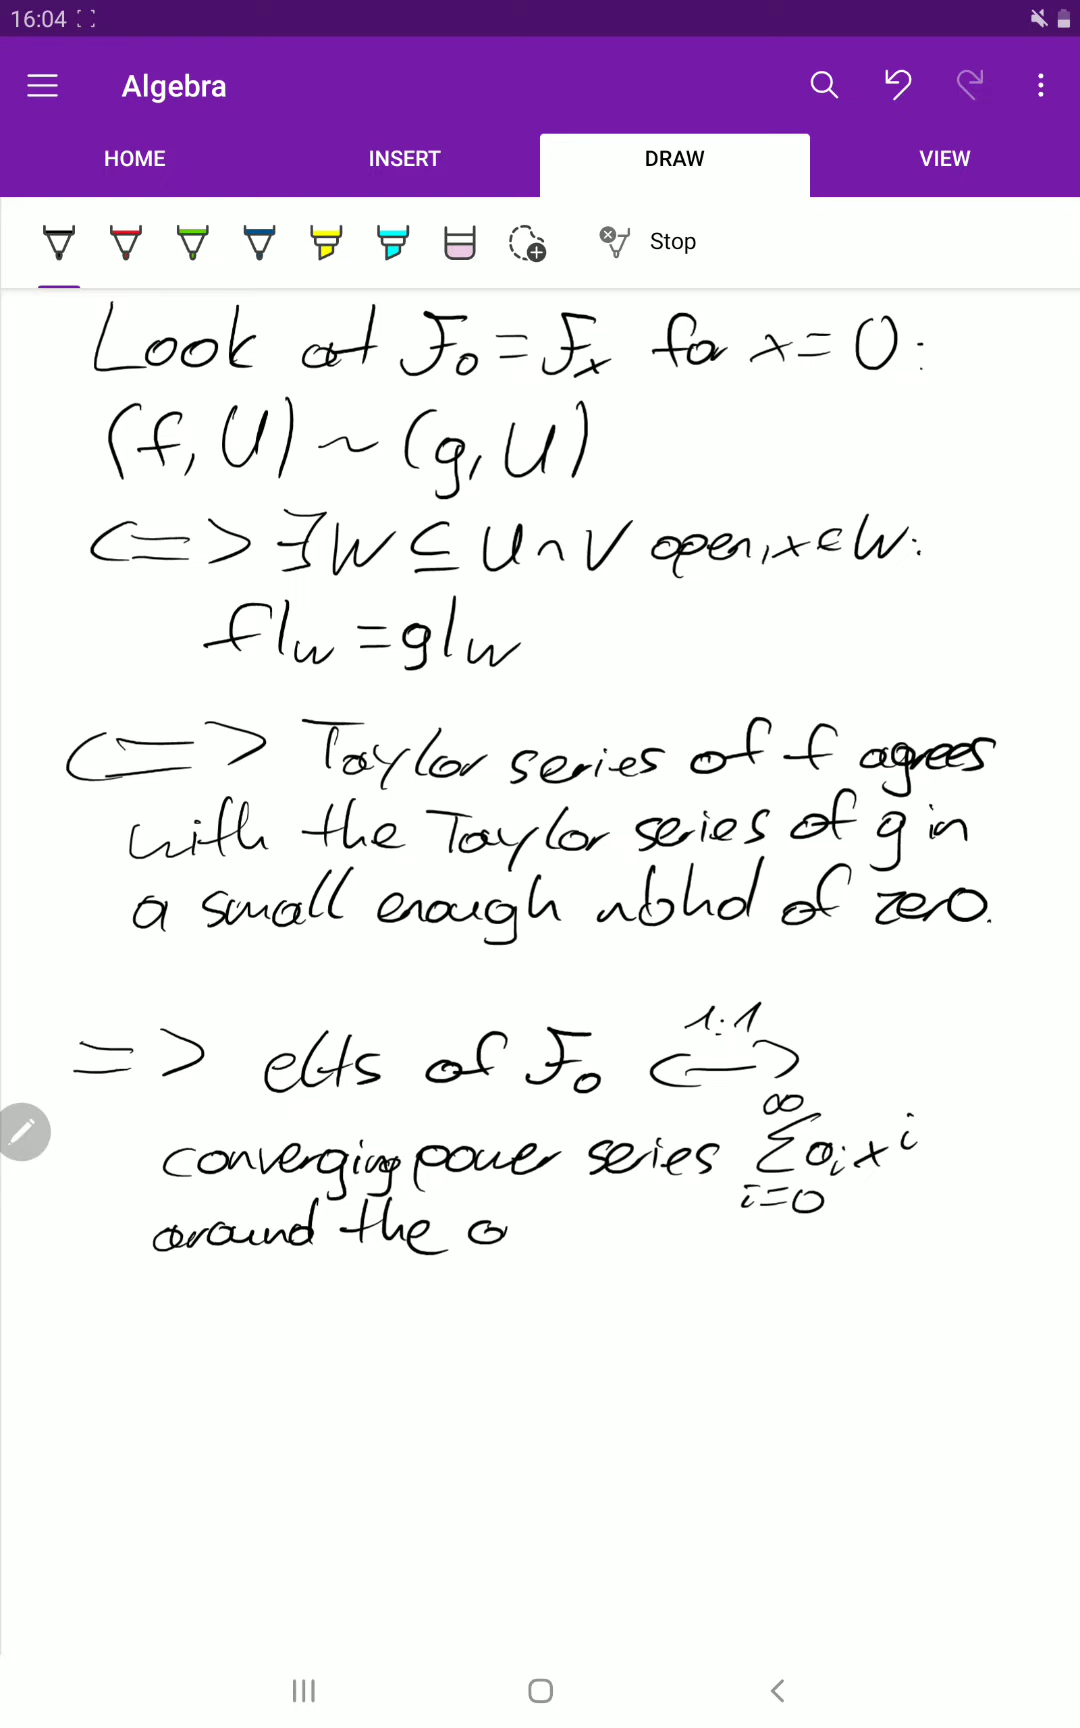 16:04
Algebra
HOME INSERT DRAW VIEW
Stop
Look at F₀ = Fₓ for x = 0:
(f, U) ~ (g, U)
<=> ∃ W ⊆ U ∩ V open, x ∈ W:
f|_W = g|_W
<=> Taylor series of f agrees
with the Taylor series of g in
a small enough nbhd of zero.
=> elts of F₀ <-1:1->
converging power series ∑_{i=0}^∞ a_i x^i
around the o